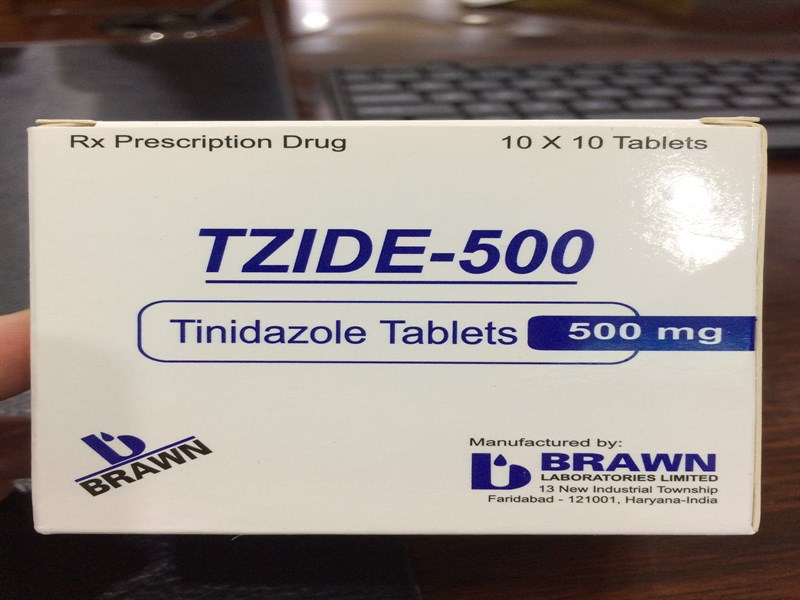 Rx Prescription Drug
10 X 10 Tablets
TZIDE-500
Tinidazole Tablets 500 mg
BRAWN
Manufactured by:
BRAWN
LABORATORIES LIMITED
13 New Industrial Township
Faridabad - 121001, Haryana-India